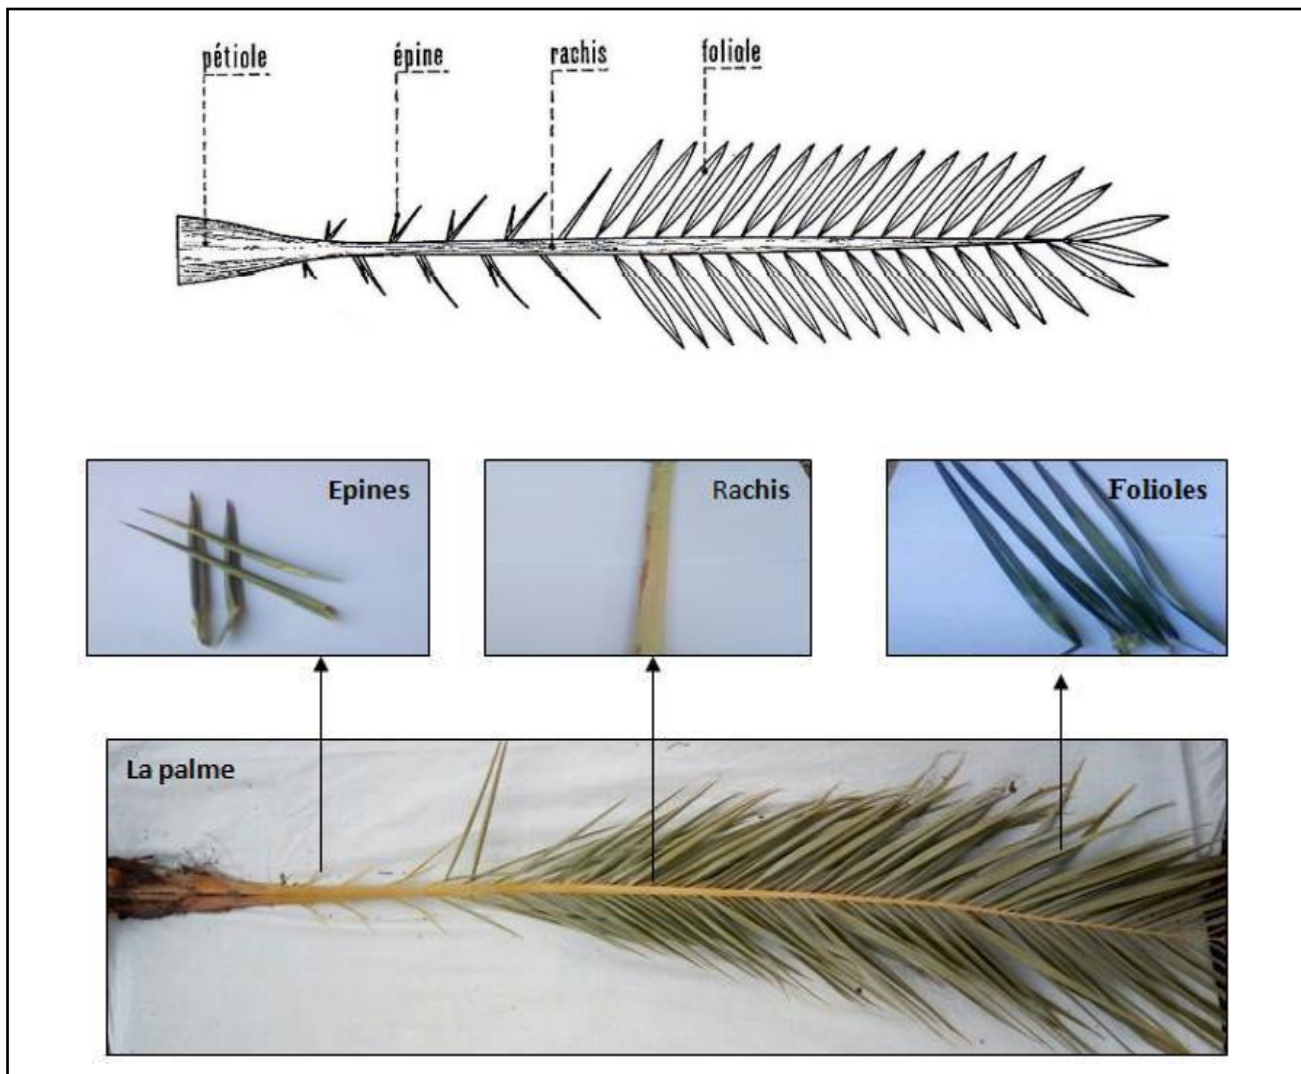 pétiole
épine
rachis
foliole
Epines
Rachis
Folioles
La palme